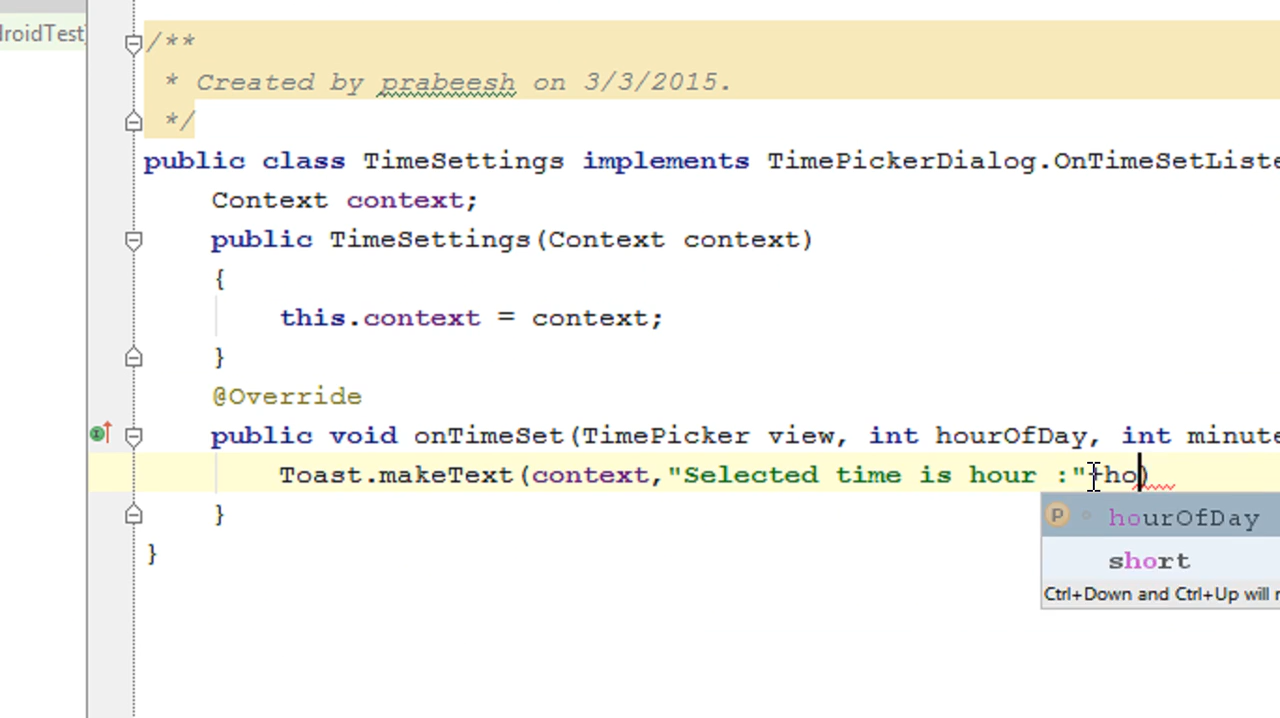 droidTest
/**
* Created by prabeesh on 3/3/2015.
*/
public class TimeSettings implements TimePickerDialog.OnTimeSetListe
Context context;
public TimeSettings(Context context)
{
this.context = context;
}
@Override
public void onTimeSet(TimePicker view, int hourOfDay, int minute
Toast.makeText(context,"Selected time is hour :"+ho)
}
}
hourOfDay
short
Ctrl+Down and Ctrl+Up will